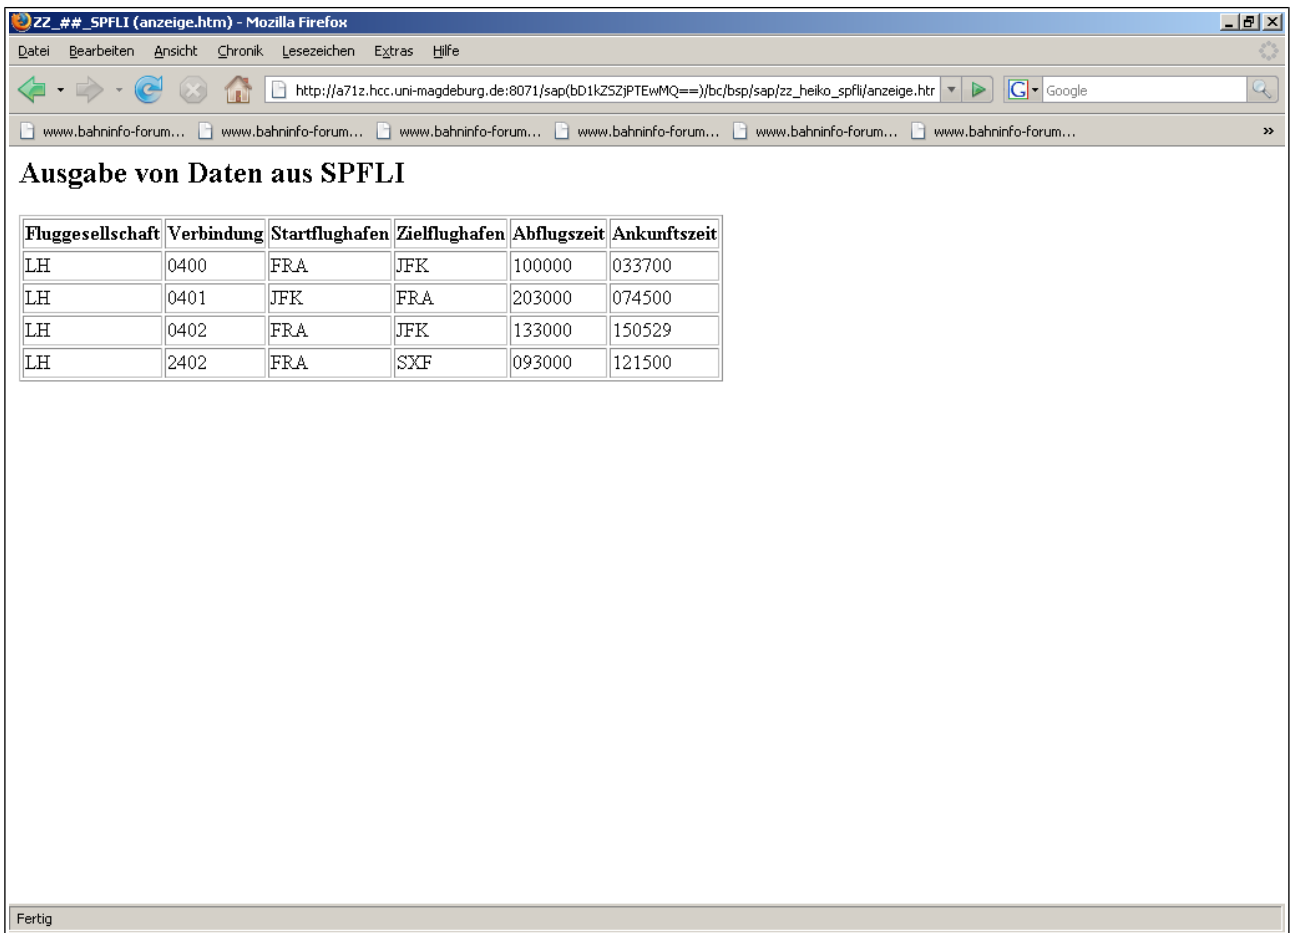 ZZ_##_SPFLI (anzeige.htm) - Mozilla Firefox
Datei Bearbeiten Ansicht Chronik Lesezeichen Extras Hilfe
http://a71z.hcc.uni-magdeburg.de:8071/sap(bD1kZSZjPTEwMQ==)/bc/bsp/sap/zz_heiko_spfli/anzeige.htr G Google
www.bahninfo-forum... www.bahninfo-forum... www.bahninfo-forum... www.bahninfo-forum... www.bahninfo-forum... www.bahninfo-forum... »
Ausgabe von Daten aus SPFLI
Fluggesellschaft Verbindung Startflughafen Zielflughafen Abflugszeit Ankunftszeit
LH 0400 FRA JFK 100000 033700
LH 0401 JFK FRA 203000 074500
LH 0402 FRA JFK 133000 150529
LH 2402 FRA SXF 093000 121500
Fertig